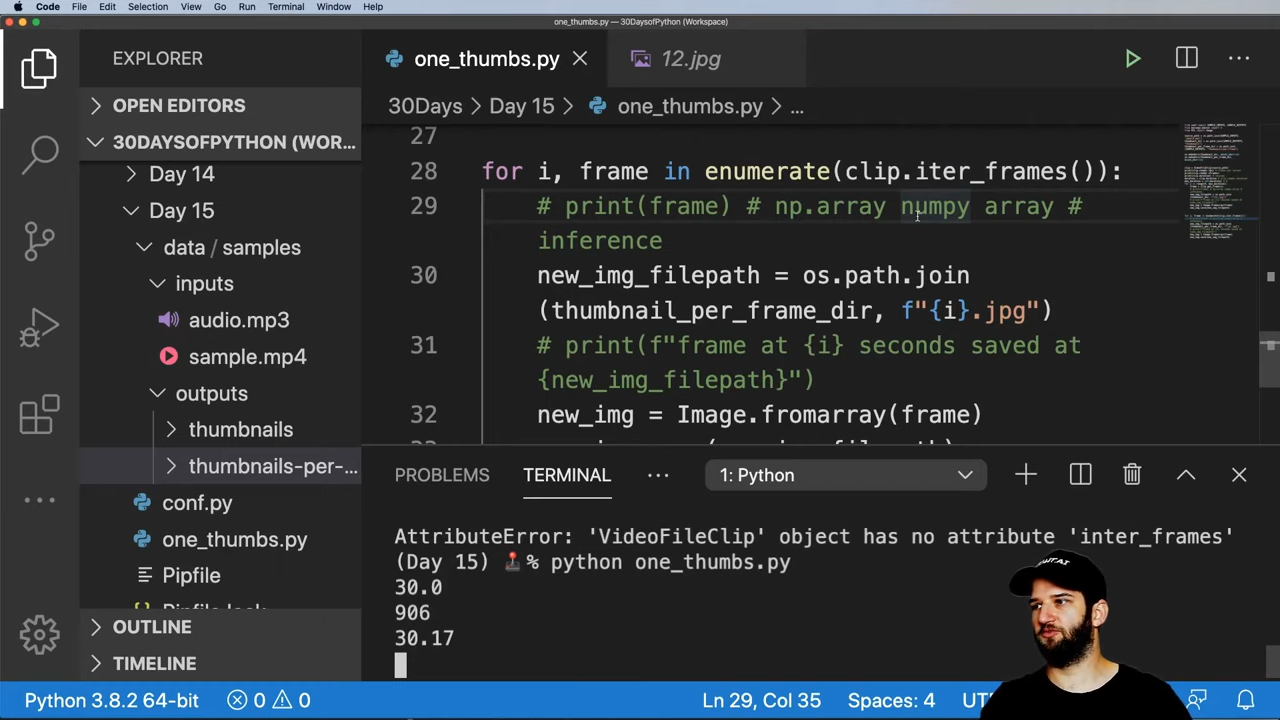 Code File Edit Selection View Go Run Terminal Window Help
one_thumbs.py — 30DaysofPython (Workspace)
EXPLORER
one_thumbs.py
12.jpg
OPEN EDITORS
30DAYSOFPYTHON (WOR...
Day 14
Day 15
data / samples
inputs
audio.mp3
sample.mp4
outputs
thumbnails
thumbnails-per-...
conf.py
one_thumbs.py
Pipfile
Pipfile.lock
OUTLINE
TIMELINE
30Days > Day 15 > one_thumbs.py > ...
27
28 for i, frame in enumerate(clip.iter_frames()):
29 # print(frame) # np.array numpy array #
inference
30 new_img_filepath = os.path.join
(thumbnail_per_frame_dir, f"{i}.jpg")
31 # print(f"frame at {i} seconds saved at
{new_img_filepath}")
32 new_img = Image.fromarray(frame)
PROBLEMS TERMINAL ... 1: Python
AttributeError: 'VideoFileClip' object has no attribute 'inter_frames'
(Day 15) 🕹% python one_thumbs.py
30.0
906
30.17
Python 3.8.2 64-bit 0 0 Ln 29, Col 35 Spaces: 4